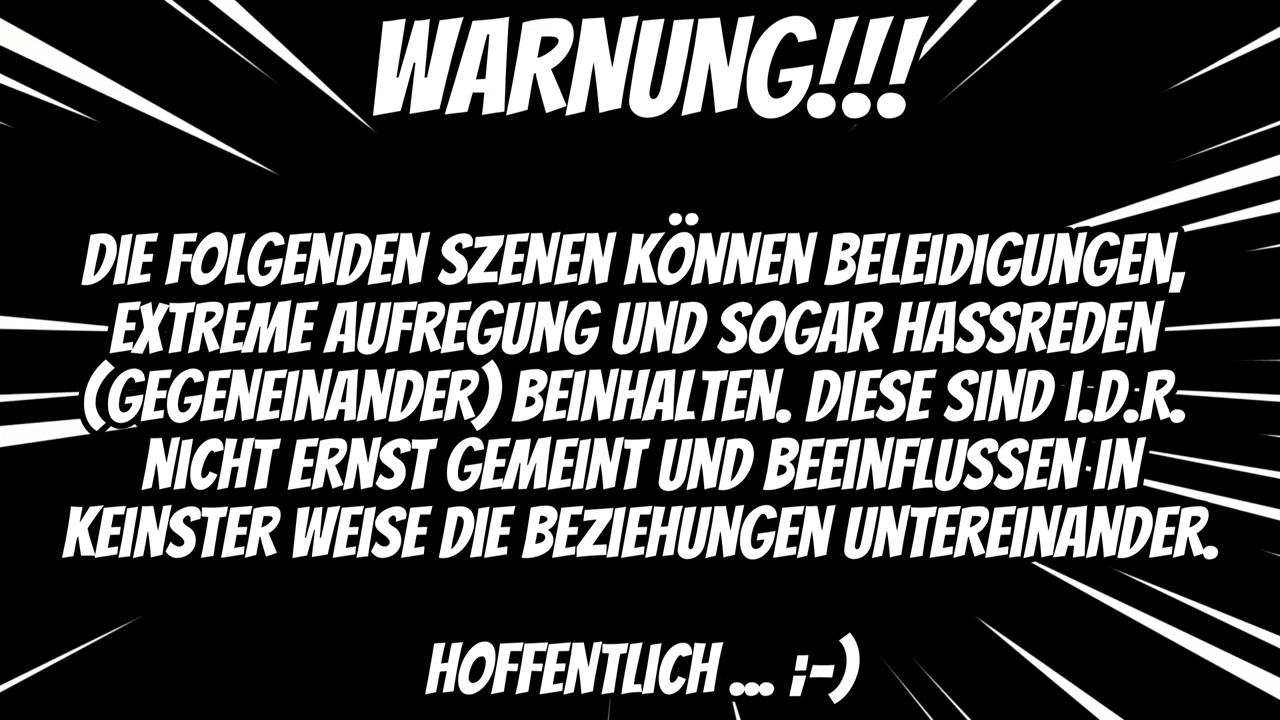 WARNUNG!!!
DIE FOLGENDEN SZENEN KÖNNEN BELEIDIGUNGEN,
EXTREME AUFREGUNG UND SOGAR HASSREDEN
(GEGENEINANDER) BEINHALTEN. DIESE SIND I.D.R.
NICHT ERNST GEMEINT UND BEEINFLUSSEN IN
KEINSTER WEISE DIE BEZIEHUNGEN UNTEREINANDER.
HOFFENTLICH ... ;-)